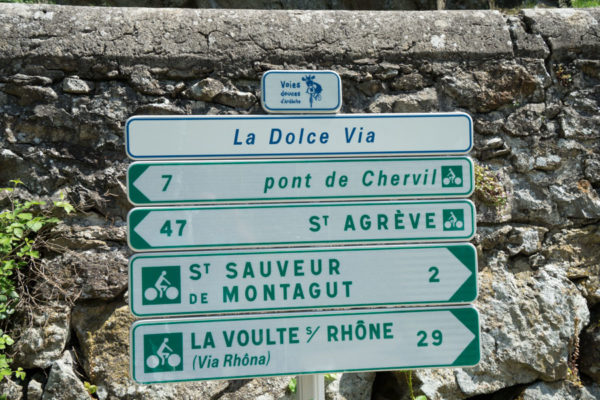 Voies
douces
d'Ardèche
La Dolce Via
7 pont de Chervil
47 ST AGRÈVE
ST SAUVEUR
DE MONTAGUT 2
LA VOULTE S/ RHÔNE 29
(Via Rhôna)